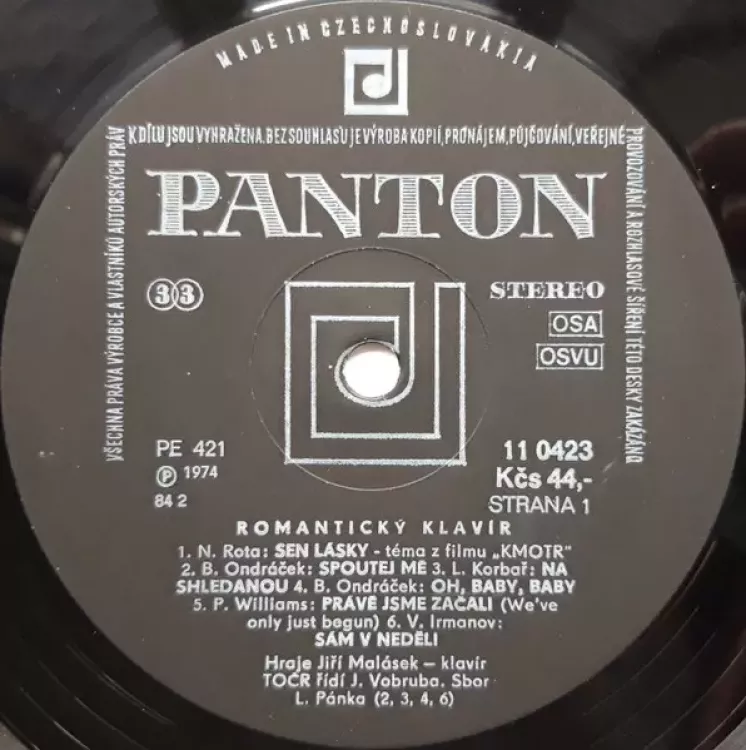 MADE IN CZECHOSLOVAKIA
VŠECHNA PRÁVA VÝROBCE A VLASTNÍKŮ AUTORSKÝCH PRÁV
K DÍLU JSOU VYHRAŽENA. BEZ SOUHLASU JE VÝROBA KOPIÍ, PRONÁJEM, PŮJČOVÁNÍ, VEŘEJNÉ
PROVOZOVÁNÍ A ROZHLASOVÉ ŠÍŘENÍ TÉTO DESKY ZAKÁZÁNO
PANTON
33
STEREO
OSA
OSVU
PE 421
℗ 1974
84 2
11 0423
Kčs 44,-
STRANA 1
ROMANTICKÝ KLAVÍR
1. N. Rota: SEN LÁSKY - téma z filmu „KMOTR"
2. B. Ondráček: SPOUTEJ MĚ 3. L. Korbař: NA
SHLEDANOU 4. B. Ondráček: OH, BABY, BABY
5. P. Williams: PRÁVĚ JSME ZAČALI (We've
only just begun) 6. V. Irmanov:
SÁM V NEDĚLI
Hraje Jiří Malásek – klavír
TOČR řídí J. Vobruba. Sbor
L. Pánka (2, 3, 4, 6)